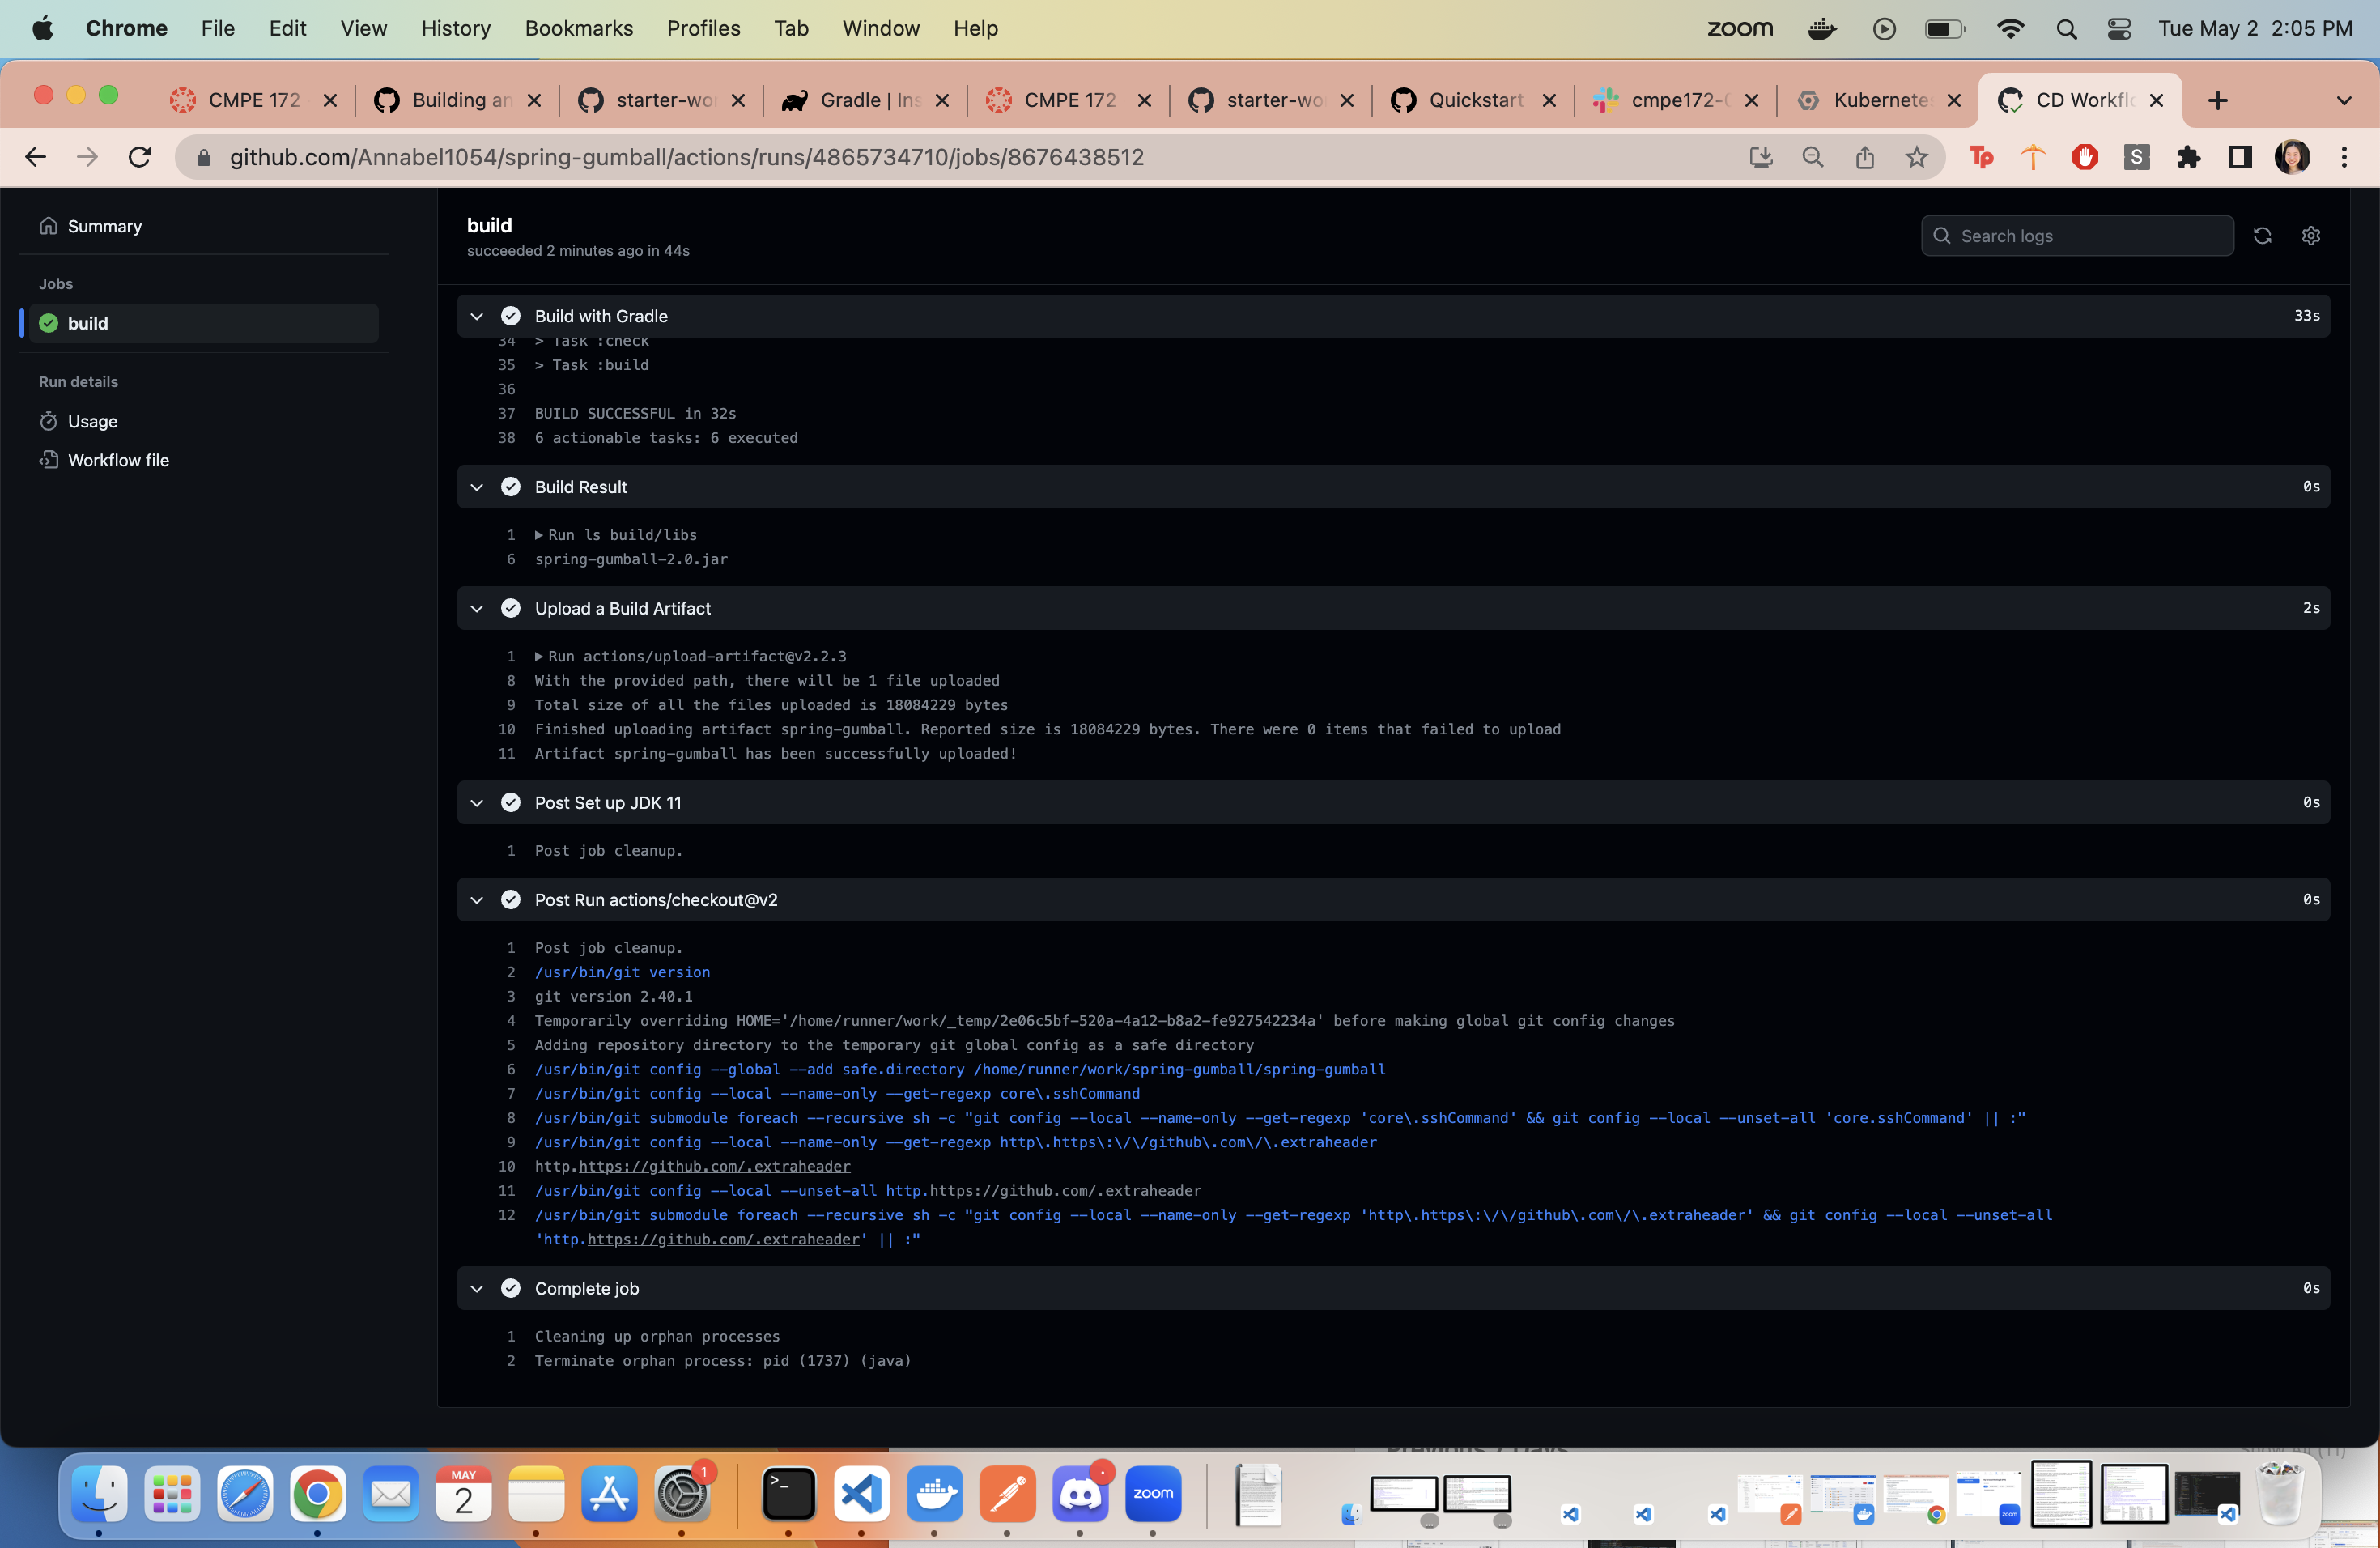 Chrome File Edit View History Bookmarks Profiles Tab Window Help zoom Tue May 2 2:05 PM
CMPE 172 Building an starter-wor Gradle | Ins CMPE 172 starter-wo Quickstart cmpe172-0 Kubernete CD Workflo
github.com/Annabel1054/spring-gumball/actions/runs/4865734710/jobs/8676438512
Tp S
Summary
Jobs
build
Run details
Usage
Workflow file
build
succeeded 2 minutes ago in 44s
Search logs
Build with Gradle 33s
34 > Task :check
35 > Task :build
36
37 BUILD SUCCESSFUL in 32s
38 6 actionable tasks: 6 executed
Build Result 0s
1 Run ls build/libs
6 spring-gumball-2.0.jar
Upload a Build Artifact 2s
1 Run actions/upload-artifact@v2.2.3
8 With the provided path, there will be 1 file uploaded
9 Total size of all the files uploaded is 18084229 bytes
10 Finished uploading artifact spring-gumball. Reported size is 18084229 bytes. There were 0 items that failed to upload
11 Artifact spring-gumball has been successfully uploaded!
Post Set up JDK 11 0s
1 Post job cleanup.
Post Run actions/checkout@v2 0s
1 Post job cleanup.
2 /usr/bin/git version
3 git version 2.40.1
4 Temporarily overriding HOME='/home/runner/work/_temp/2e06c5bf-520a-4a12-b8a2-fe927542234a' before making global git config changes
5 Adding repository directory to the temporary git global config as a safe directory
6 /usr/bin/git config --global --add safe.directory /home/runner/work/spring-gumball/spring-gumball
7 /usr/bin/git config --local --name-only --get-regexp core\.sshCommand
8 /usr/bin/git submodule foreach --recursive sh -c "git config --local --name-only --get-regexp 'core\.sshCommand' && git config --local --unset-all 'core.sshCommand' || :"
9 /usr/bin/git config --local --name-only --get-regexp http\.https\:\/\/github\.com\/\.extraheader
10 http.https://github.com/.extraheader
11 /usr/bin/git config --local --unset-all http.https://github.com/.extraheader
12 /usr/bin/git submodule foreach --recursive sh -c "git config --local --name-only --get-regexp 'http\.https\:\/\/github\.com\/\.extraheader' && git config --local --unset-all
'http.https://github.com/.extraheader' || :"
Complete job 0s
1 Cleaning up orphan processes
2 Terminate orphan process: pid (1737) (java)
Previous 7 Days Show All (11)
MAY
2
1
zoom